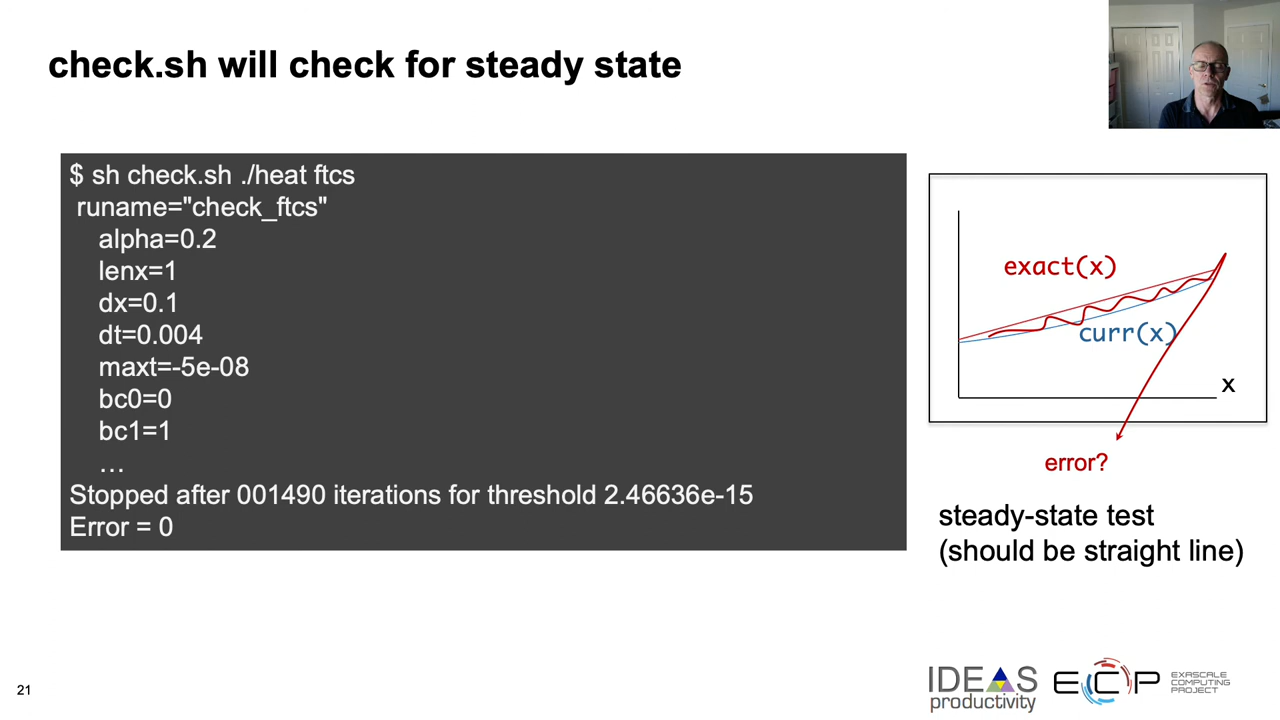 check.sh will check for steady state
$ sh check.sh ./heat ftcs
runame="check_ftcs"
alpha=0.2
lenx=1
dx=0.1
dt=0.004
maxt=-5e-08
bc0=0
bc1=1
…
Stopped after 001490 iterations for threshold 2.46636e-15
Error = 0
exact(x)
curr(x)
x
error?
steady-state test
(should be straight line)
21
IDEAS
productivity
ECP
EXASCALE
COMPUTING
PROJECT